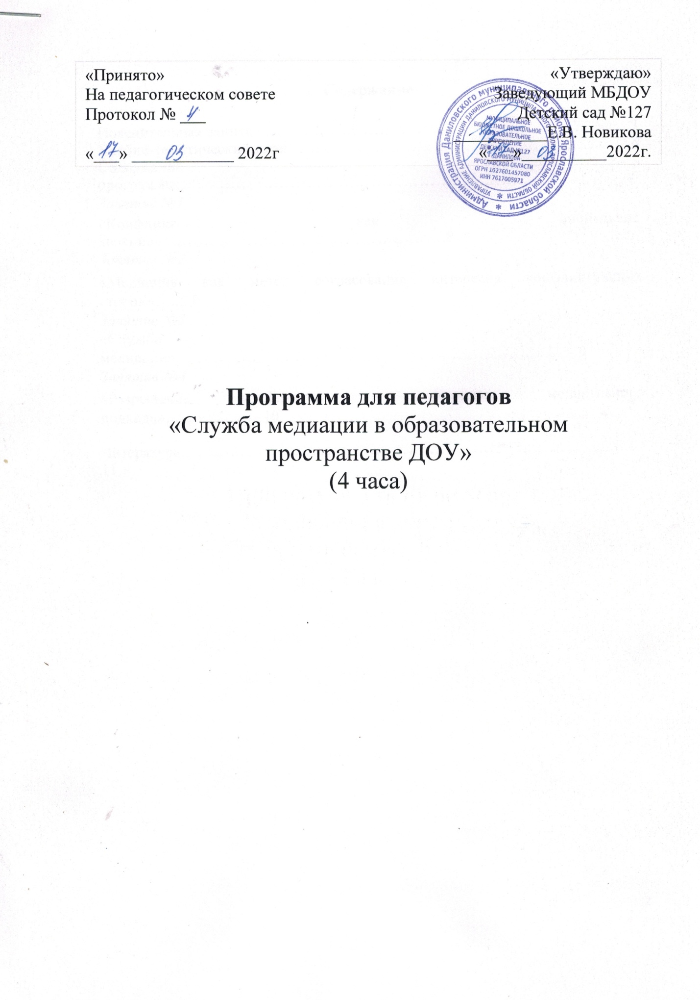 «Принято»
На педагогическом совете
Протокол № 4
«17» 03 2022г
«Утверждаю»
Заведующий МБДОУ
Детский сад №127
Е.В. Новикова
«17» 03 2022г.
Администрация Даниловского муниципального района Ярославской области
УПРАВЛЕНИЕ АДМИНИСТРАЦИИ ДАНИЛОВСКОГО МУНИЦИПАЛЬНОГО РАЙОНА ЯРОСЛАВСКОЙ ОБЛАСТИ
МУНИЦИПАЛЬНОЕ
БЮДЖЕТНОЕ ДОШКОЛЬНОЕ
ОБРАЗОВАТЕЛЬНОЕ
УЧРЕЖДЕНИЕ
ДЕТСКИЙ САД №127
Г.ДАНИЛОВА
ЯРОСЛАВСКОЙ ОБЛАСТИ
ОГРН 1027601457080
ИНН 7617005971
Программа для педагогов
«Служба медиации в образовательном
пространстве ДОУ»
(4 часа)